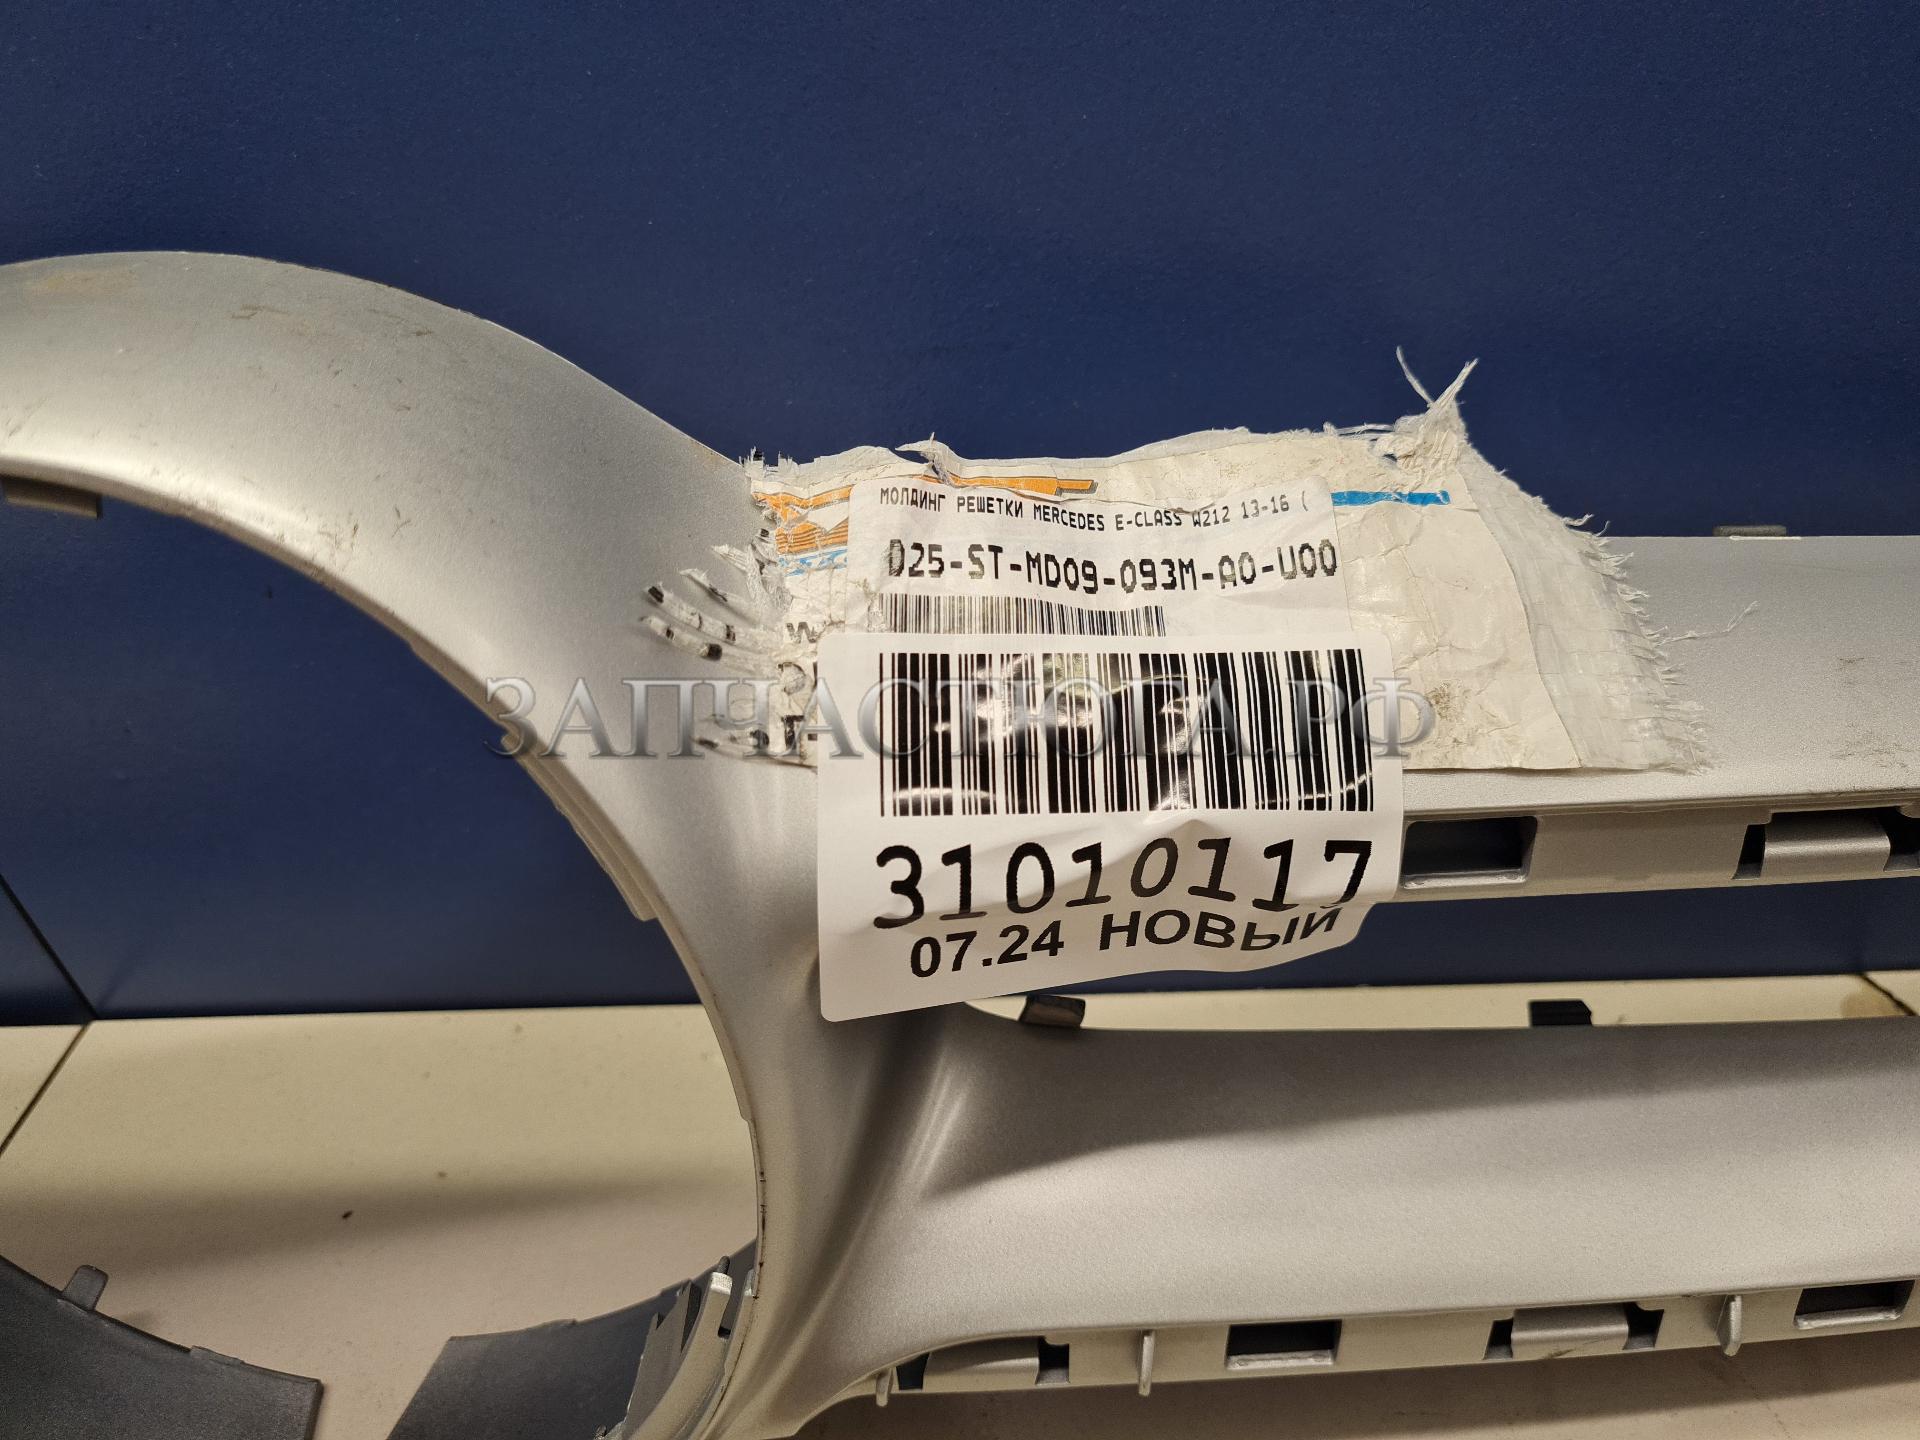 МОЛДИНГ РЕШЕТКИ MERCEDES E-CLASS W212 13-16 (
D25-ST-MD09-093M-A0-U00
ЗАПЧАСТЮГА.РФ
31010117
07.24 НОВЫЙ